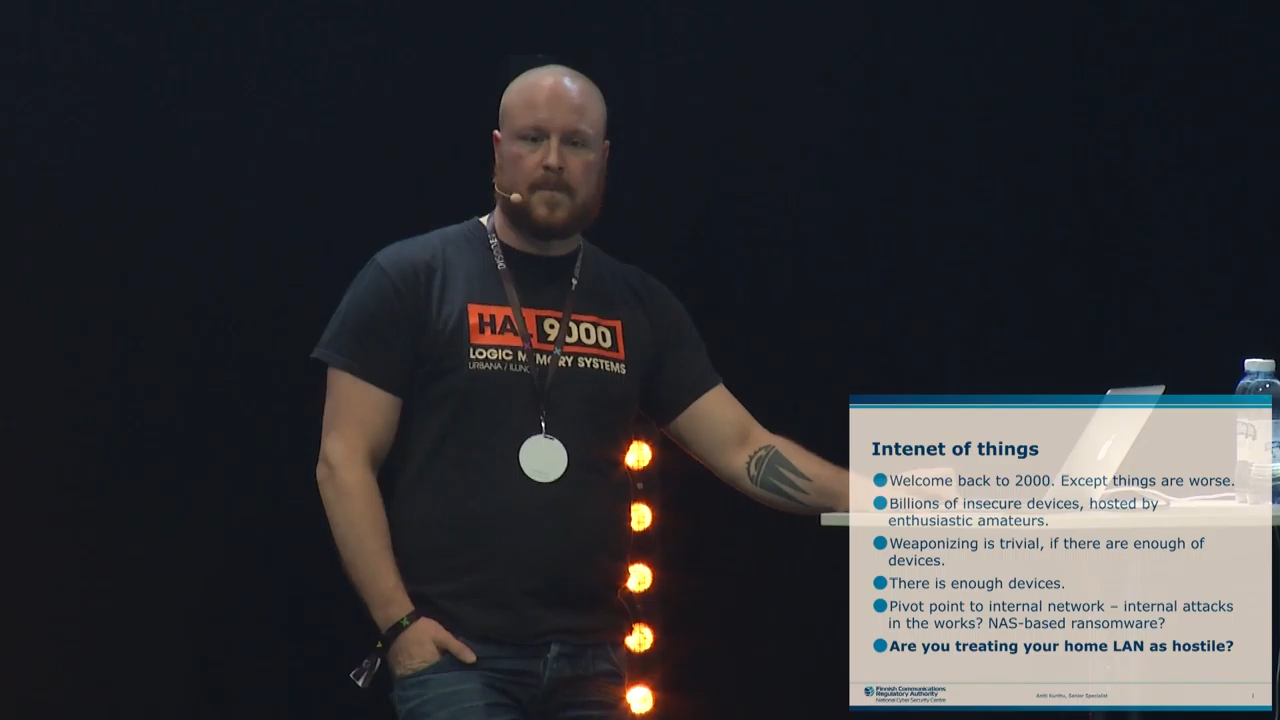 HAL 9000
LOGIC MEMORY SYSTEMS
URBANA / ILLINO
Intenet of things
Welcome back to 2000. Except things are worse.
Billions of insecure devices, hosted by
enthusiastic amateurs.
Weaponizing is trivial, if there are enough of
devices.
There is enough devices.
Pivot point to internal network – internal attacks
in the works? NAS-based ransomware?
Are you treating your home LAN as hostile?
Finnish Communications
Regulatory Authority
National Cyber Security Centre
Antti Kurittu, Senior Specialist
1